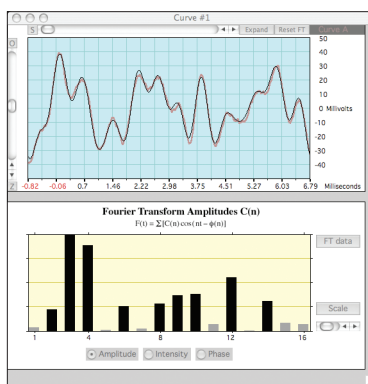 Curve #1
S Expand Reset FT Curve A
50
40
30
20
10
0 Millivolts
-10
-20
-30
-40
Z -0.82 -0.06 0.7 1.46 2.22 2.98 3.75 4.51 5.27 6.03 6.79 Miliseconds
Fourier Transform Amplitudes C(n)
F(t) = Σ[C(n) cos(nt − ϕ(n)]
FT data
Scale
1 4 8 12 16
Amplitude Intensity Phase